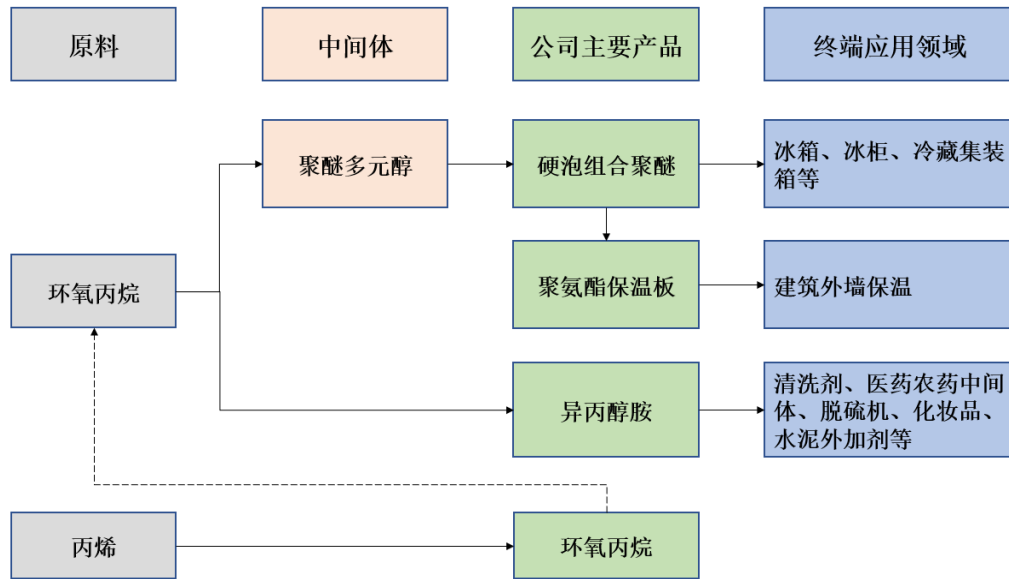 原料
中间体
公司主要产品
终端应用领域
聚醚多元醇
硬泡组合聚醚
冰箱、冰柜、冷藏集装
箱等
环氧丙烷
聚氨酯保温板
建筑外墙保温
异丙醇胺
清洗剂、医药农药中间
体、脱硫机、化妆品、
水泥外加剂等
丙烯
环氧丙烷